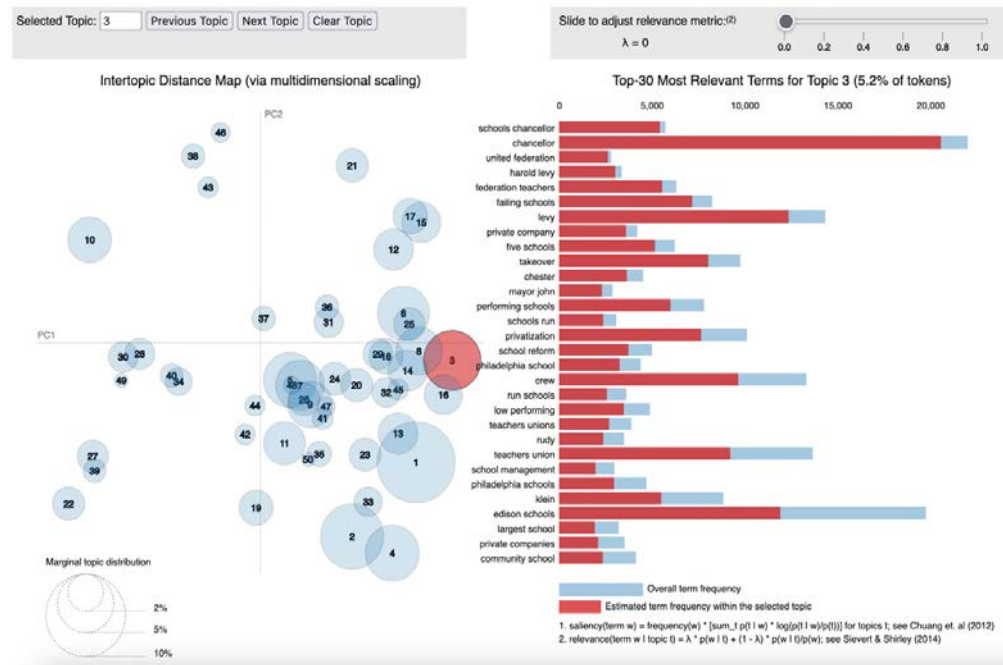 Selected Topic: 3 Previous Topic Next Topic Clear Topic
Slide to adjust relevance metric:(2)
λ = 0
0.0 0.2 0.4 0.6 0.8 1.0
Intertopic Distance Map (via multidimensional scaling)
PC2
PC1
46
38
43
21
10
17 15
12
36
31
37
6
25
8
3
14
16
29 18
30 28
49
40
34
24
20
32 45
5
48 7
26
9
47
41
44
42
11
50 35
23
13
1
27
39
22
19
33
2
4
Marginal topic distribution
2%
5%
10%
Top-30 Most Relevant Terms for Topic 3 (5.2% of tokens)
0 5,000 10,000 15,000 20,000
schools chancellor
chancellor
united federation
harold levy
federation teachers
failing schools
levy
private company
five schools
takeover
chester
mayor john
performing schools
schools run
privatization
school reform
philadelphia school
crew
run schools
low performing
teachers unions
rudy
teachers union
school management
philadelphia schools
klein
edison schools
largest school
private companies
community school
Overall term frequency
Estimated term frequency within the selected topic
1. saliency(term w) = frequency(w) * [sum_t p(t | w) * log(p(t | w)/p(t))] for topics t; see Chuang et. al (2012)
2. relevance(term w | topic t) = λ * p(w | t) + (1 - λ) * p(w | t)/p(w); see Sievert & Shirley (2014)